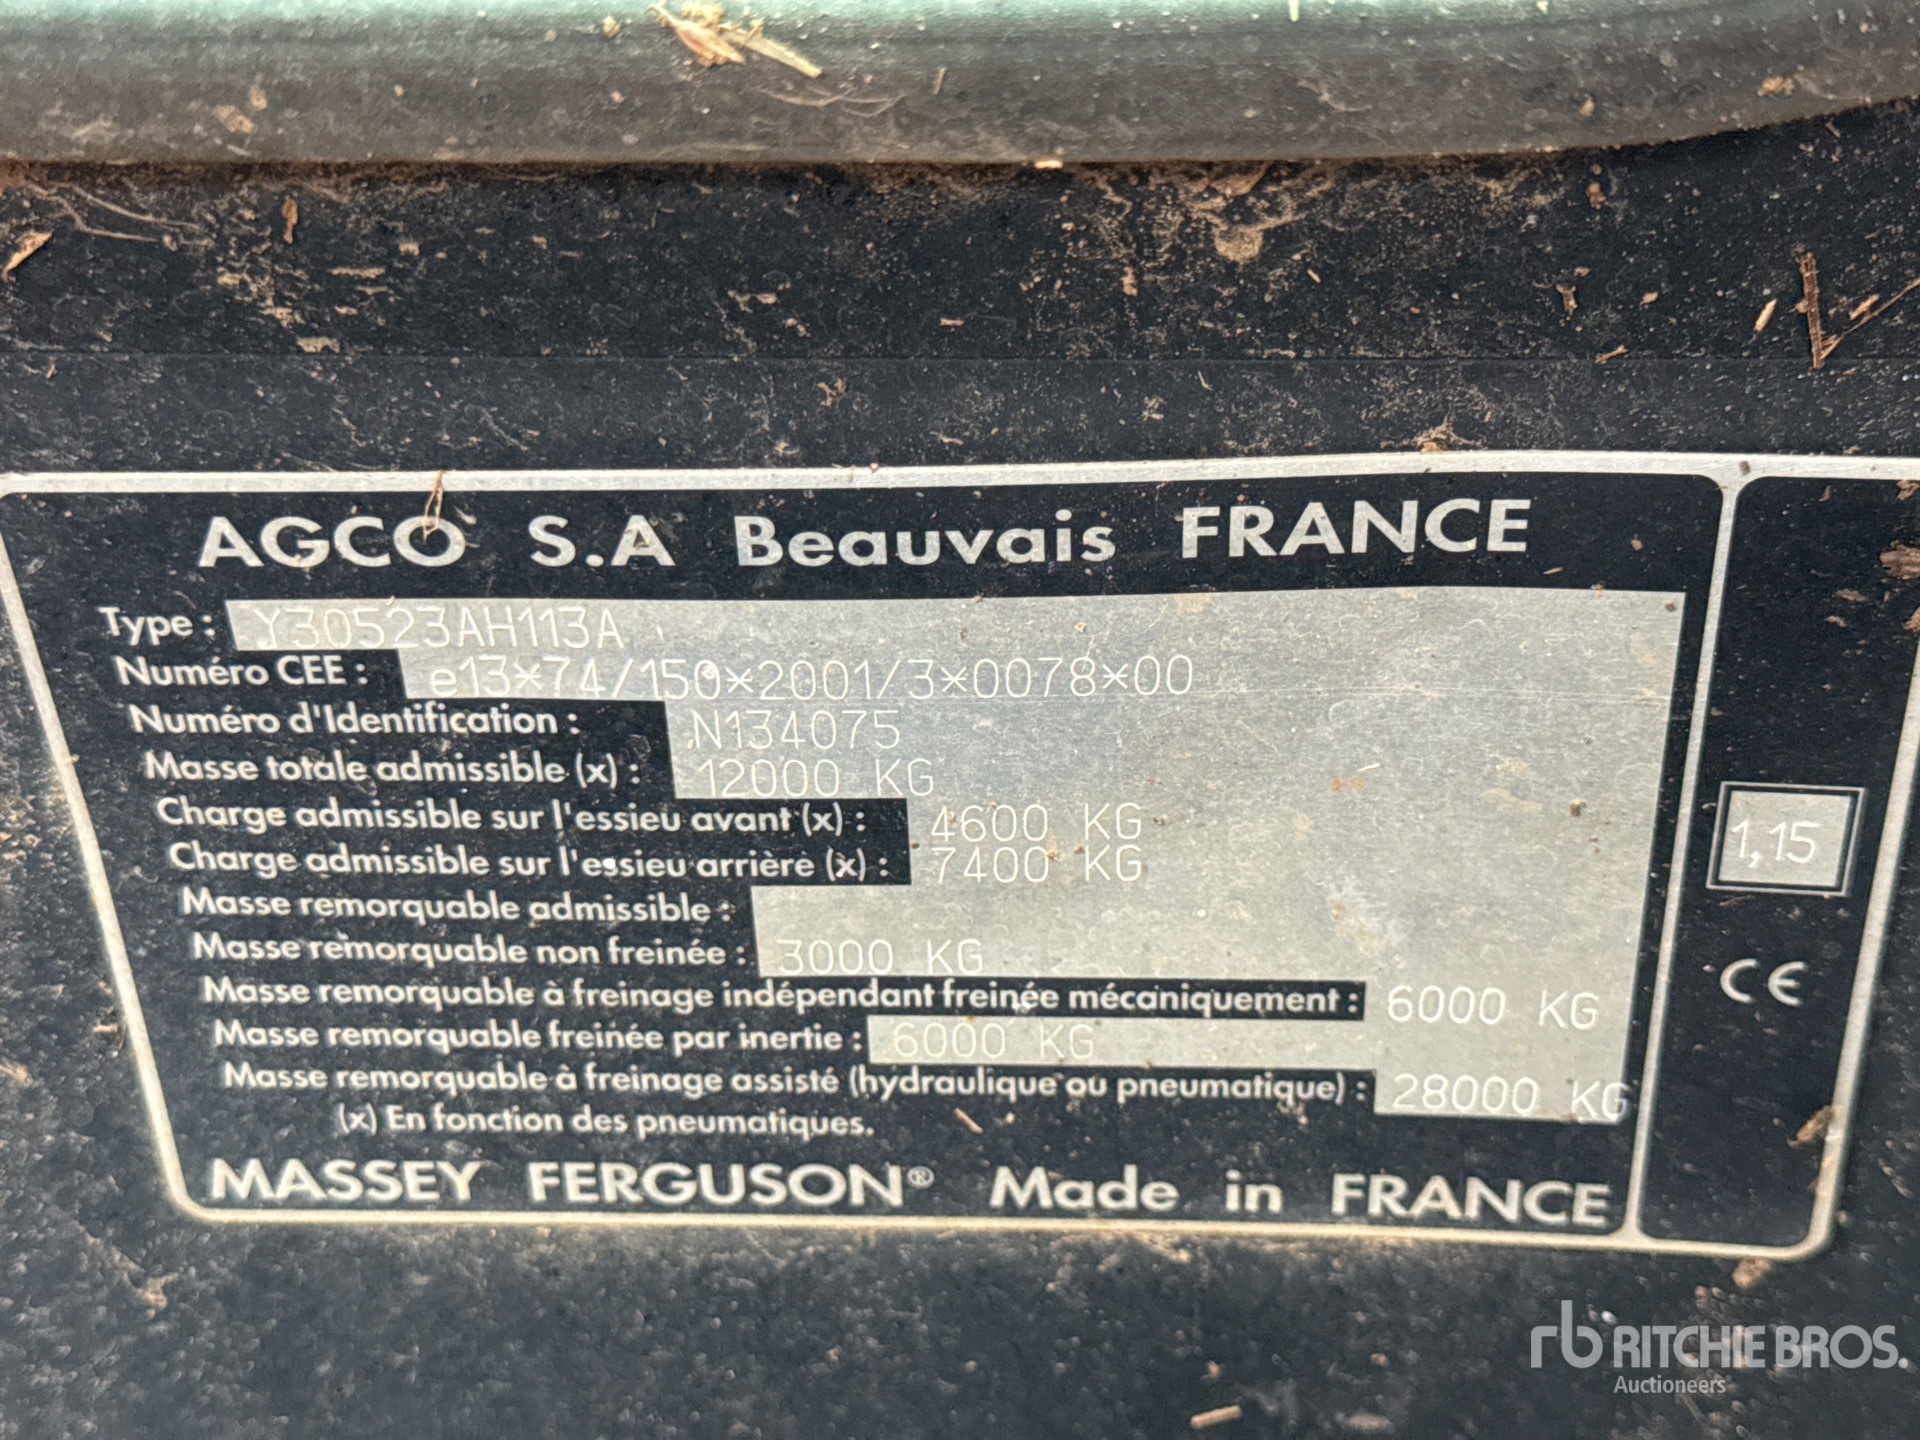 AGCO S.A Beauvais FRANCE
Type : Y30523AH113A
Numéro CEE : e13*74/150*2001/3*0078*00
Numéro d'Identification : N134075
Masse totale admissible (x) : 12000 KG
Charge admissible sur l'essieu avant (x) : 4600 KG
Charge admissible sur l'essieu arrière (x) : 7400 KG
Masse remorquable admissible :
Masse remorquable non freinée : 3000 KG
Masse remorquable à freinage indépendant freinée mécaniquement : 6000 KG
Masse remorquable freinée par inertie : 6000 KG
Masse remorquable à freinage assisté (hydraulique ou pneumatique) : 28000 KG
(x) En fonction des pneumatiques.
MASSEY FERGUSON® Made in FRANCE
1,15
CE
rb RITCHIE BROS.
Auctioneers